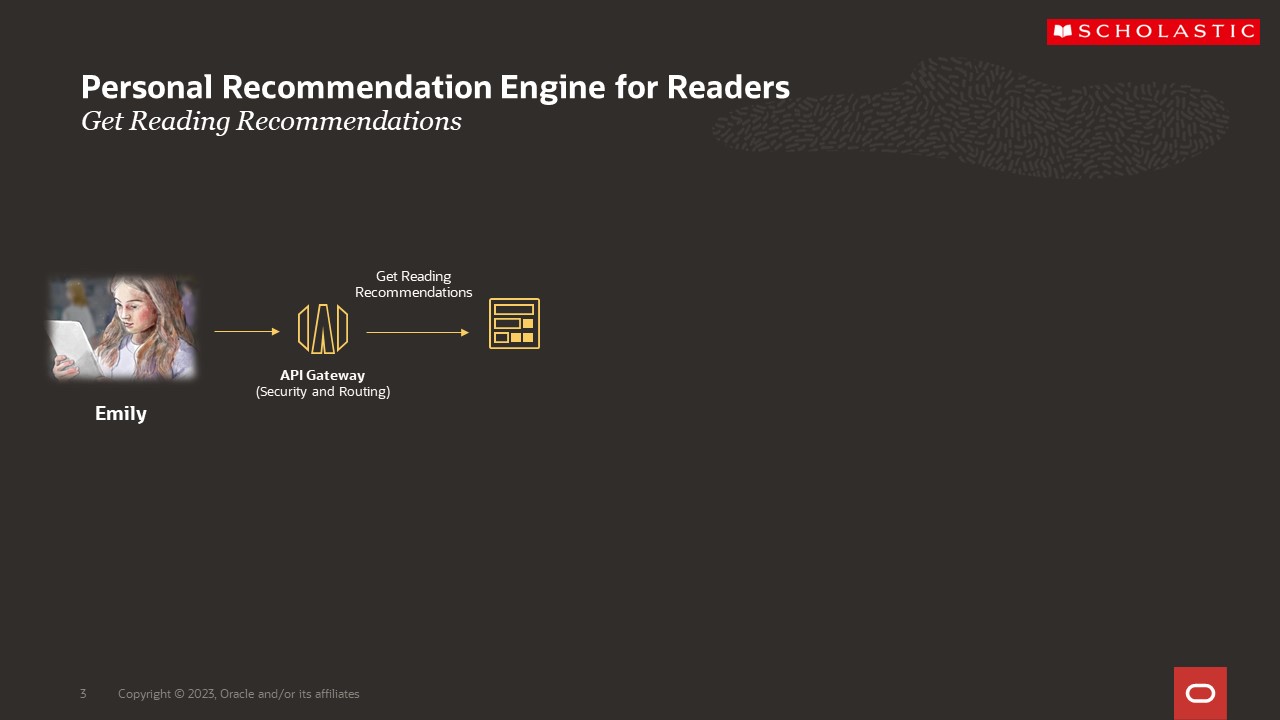 SCHOLASTIC
Personal Recommendation Engine for Readers
Get Reading Recommendations
Get Reading
Recommendations
API Gateway
(Security and Routing)
Emily
3 Copyright © 2023, Oracle and/or its affiliates